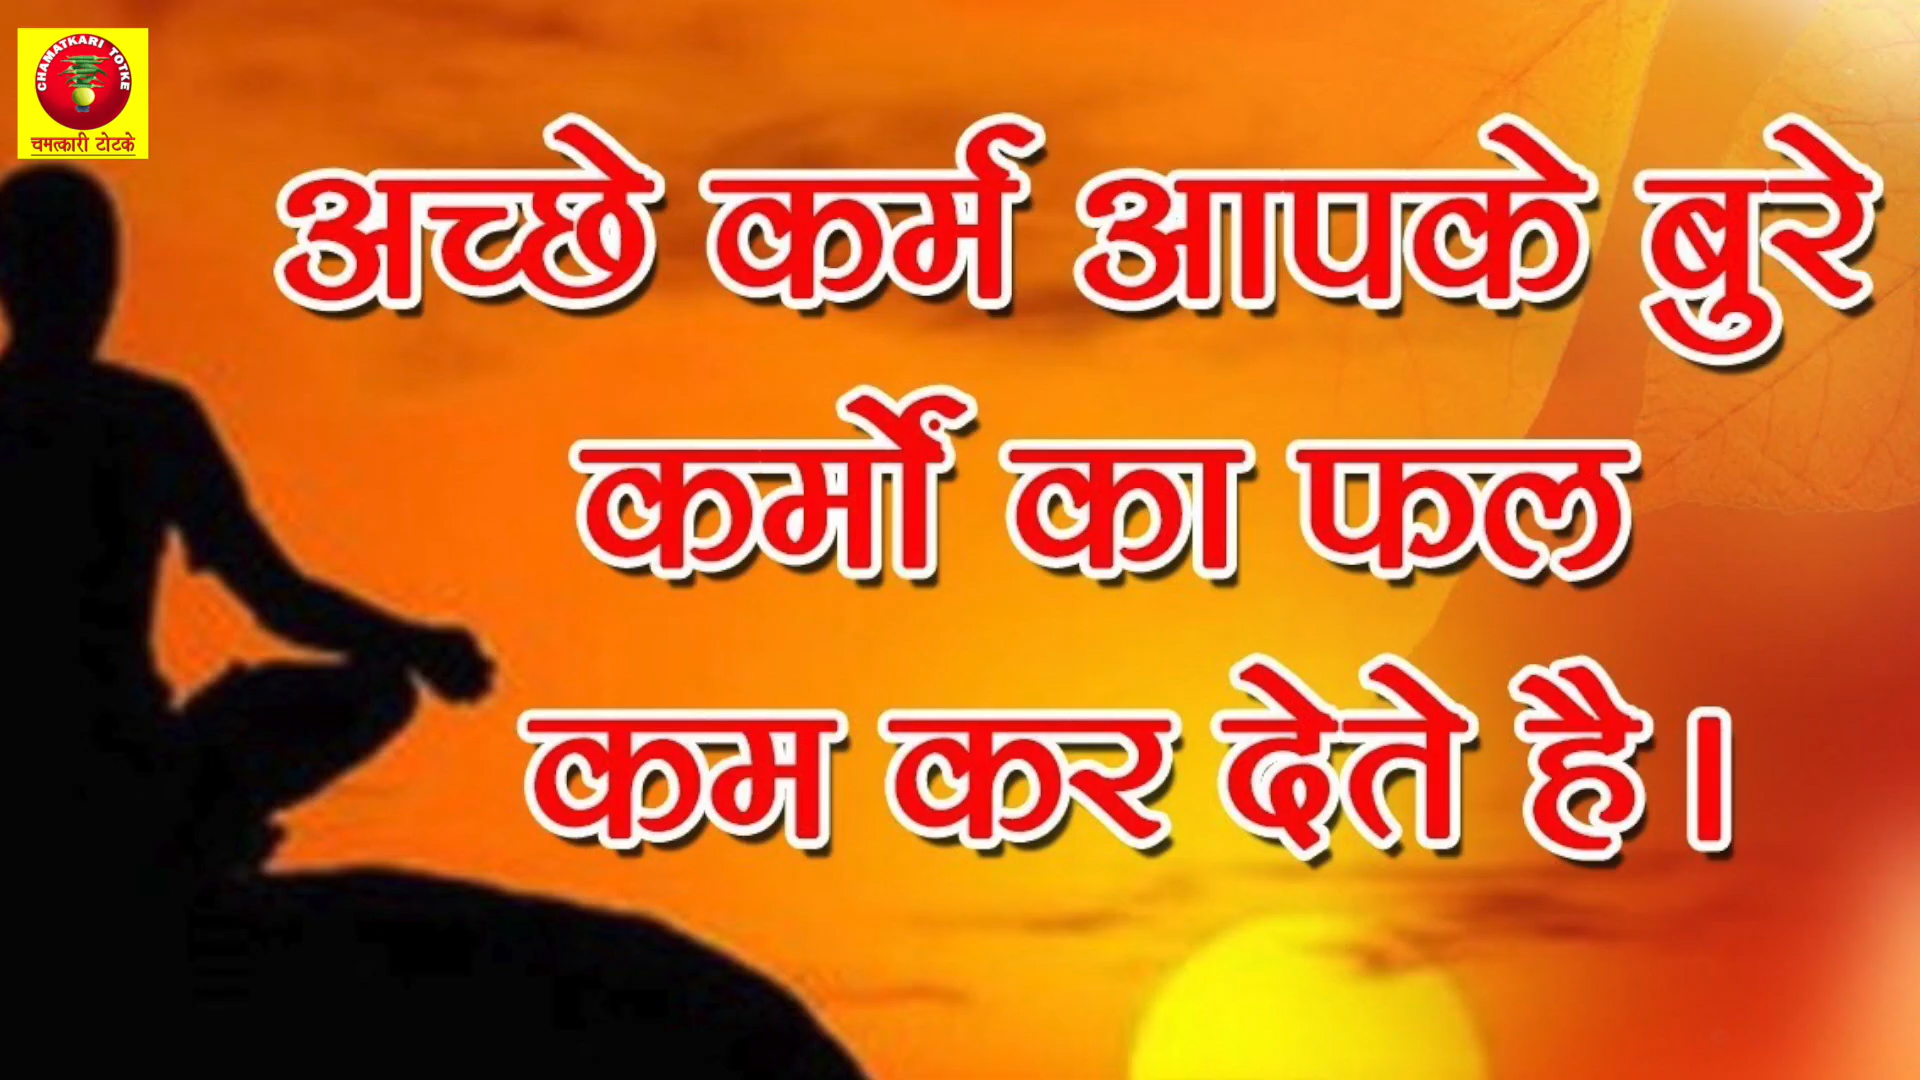 CHAMATKARI TOTKE
चमत्कारी टोटके
अच्छे कर्म आपके बुरे
कर्मों का फल
कम कर देते है।